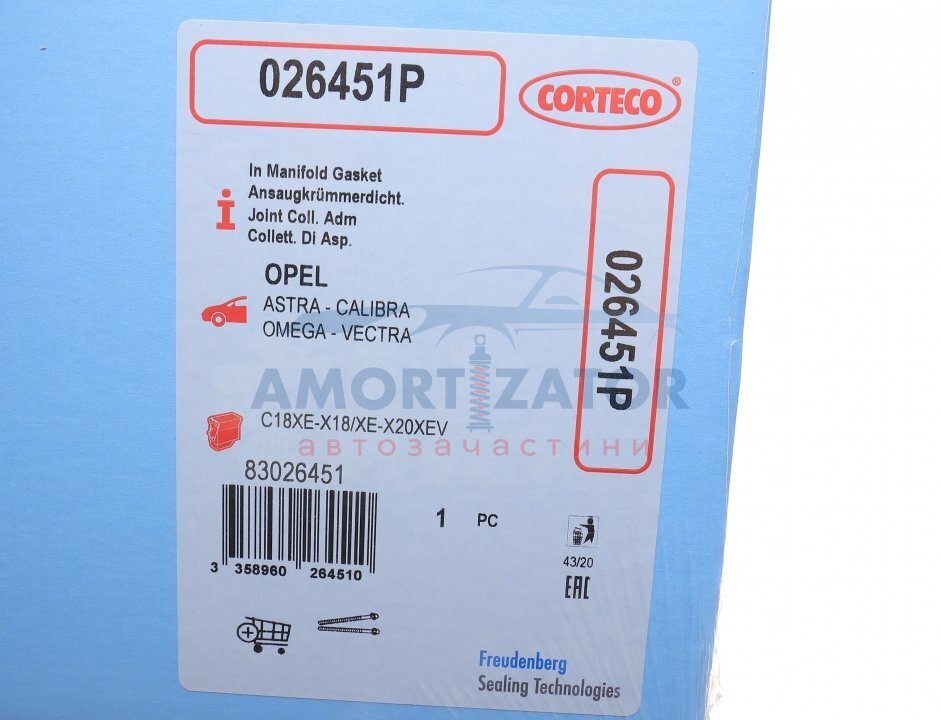 026451P
CORTECO®
In Manifold Gasket
Ansaugkrümmerdicht.
Joint Coll. Adm
Collett. Di Asp.
OPEL
ASTRA - CALIBRA
OMEGA - VECTRA
026451P
AMORTIZATOR
автозапчастини
C18XE-X18/XE-X20XEV
83026451
1 PC
3 358960 264510
43/20
EAC
Freudenberg
Sealing Technologies